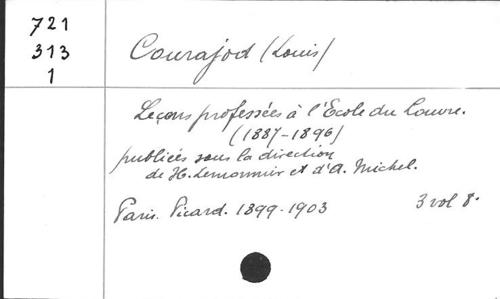 721
313
1
Courajod (Louis)
Leçons professées à l'Ecole du Louvre.
(1887-1896)
publiées sous la direction
de H. Lemonnier et d'A. Michel.
Paris. Picard. 1899-1903 3 vol 8.